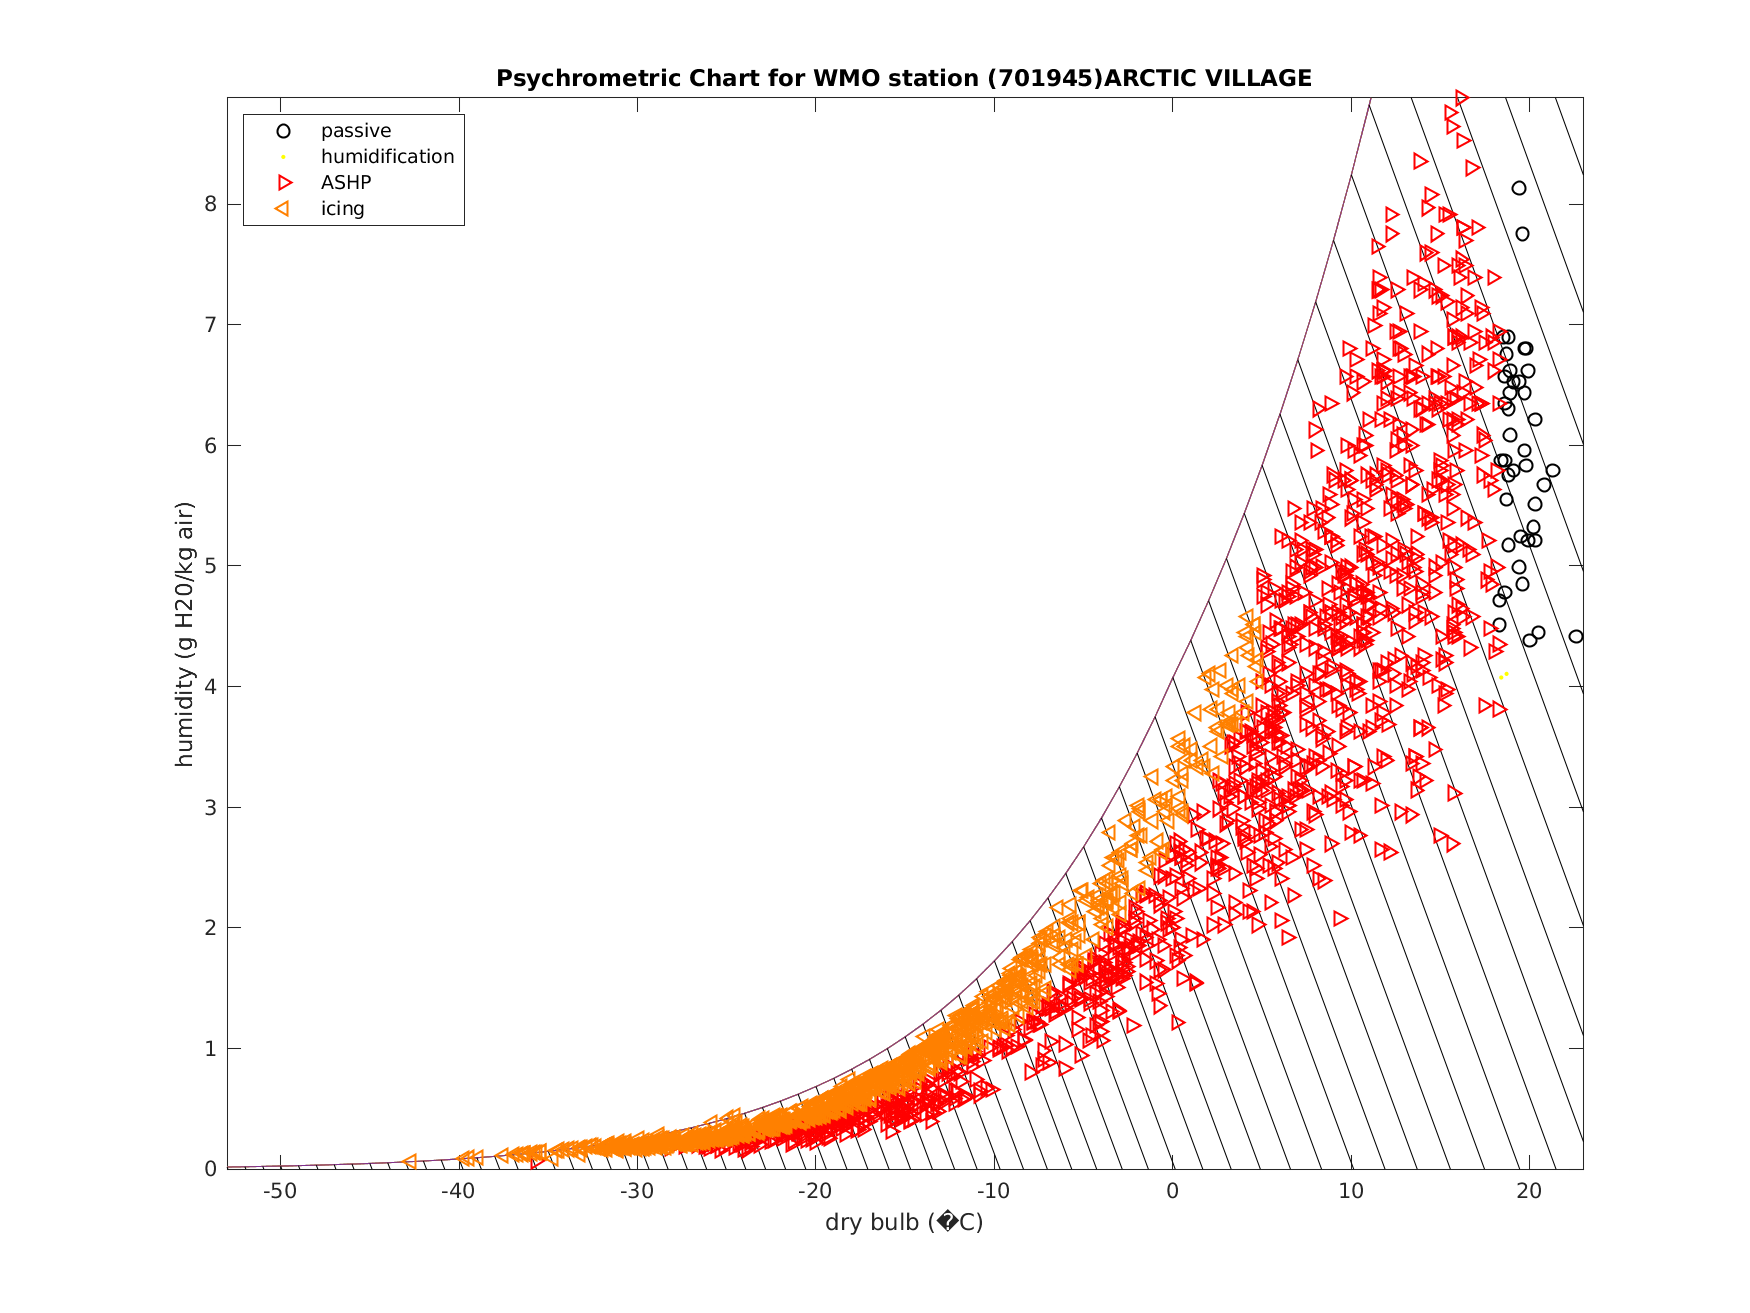 Psychrometric Chart for WMO station (701945)ARCTIC VILLAGE
passive
humidification
ASHP
icing
humidity (g H20/kg air)
8
7
6
5
4
3
2
1
0
-50 -40 -30 -20 -10 0 10 20
dry bulb (�C)